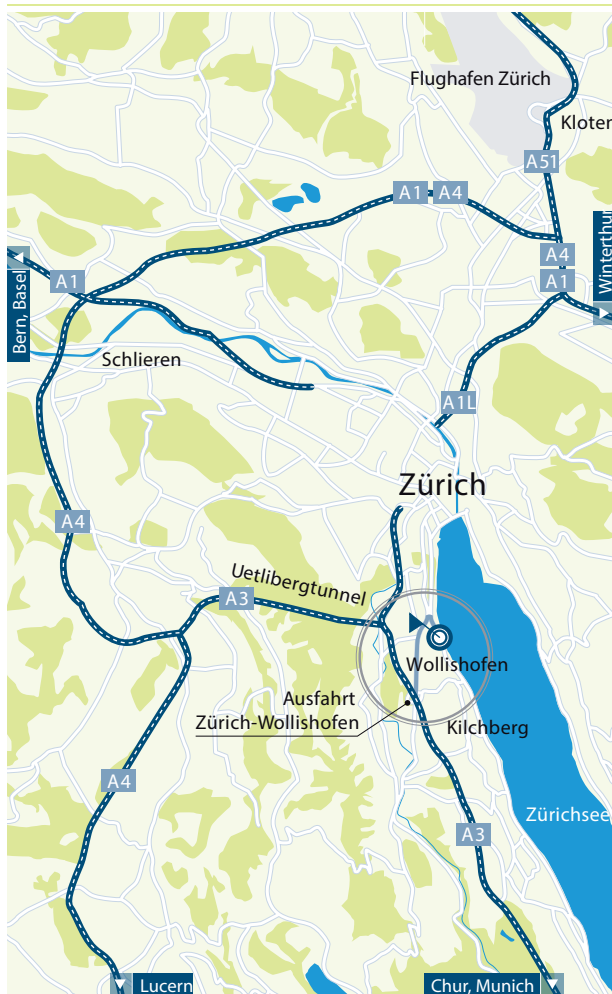 Flughafen Zürich
Kloten
A51
A1
A4
Winterthur
A4
A1
Bern, Basel
A1
Schlieren
A1L
Zürich
A4
Uetlibergtunnel
A3
Wollishofen
Ausfahrt
Zürich-Wollishofen
Kilchberg
A4
Zürichsee
A3
Lucern
Chur, Munich